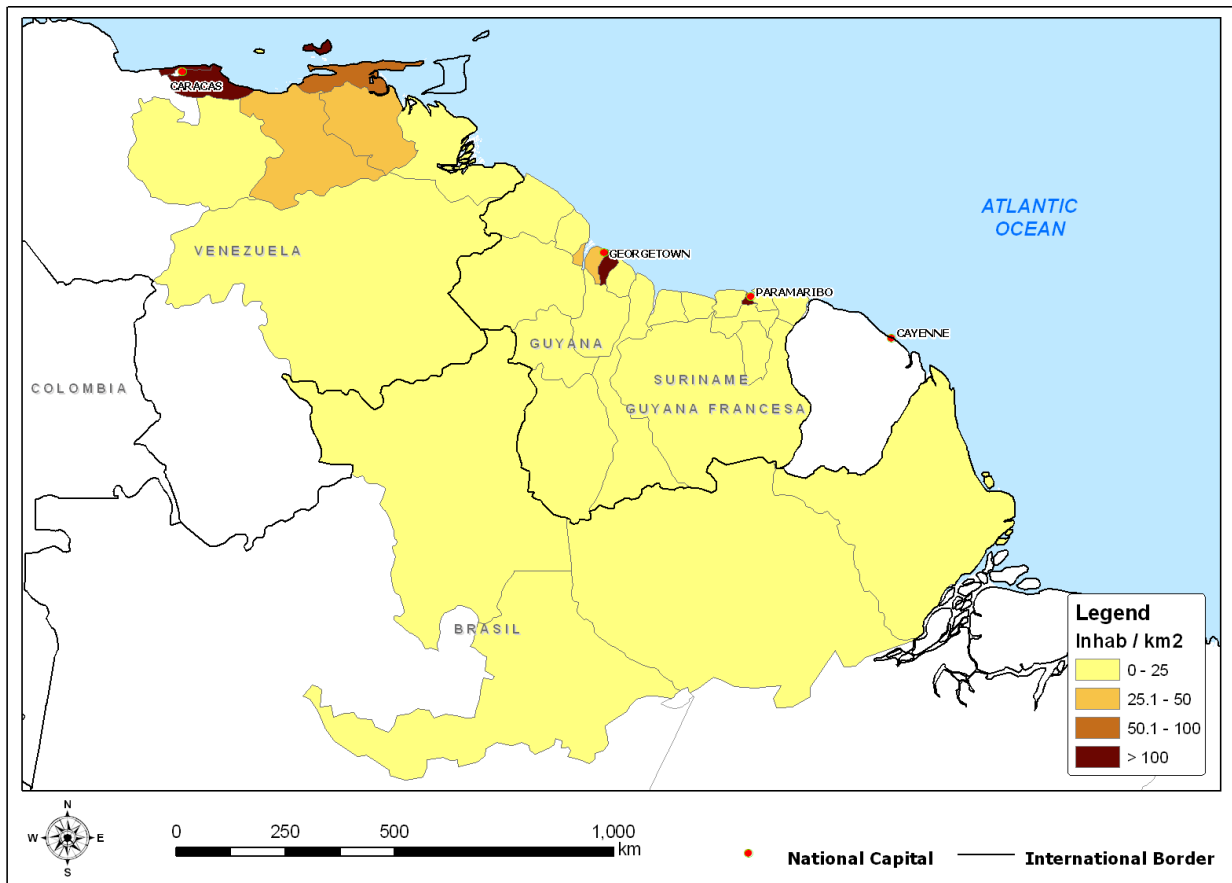 CARACAS
ATLANTIC
OCEAN
VENEZUELA
GEORGETOWN
PARAMARIBO
CAYENNE
GUYANA
COLOMBIA
SURINAME
GUYANA FRANCESA
BRASIL
Legend
Inhab / km2
0 - 25
25.1 - 50
50.1 - 100
> 100
N
W E
S
0 250 500 1,000
km
National Capital
International Border